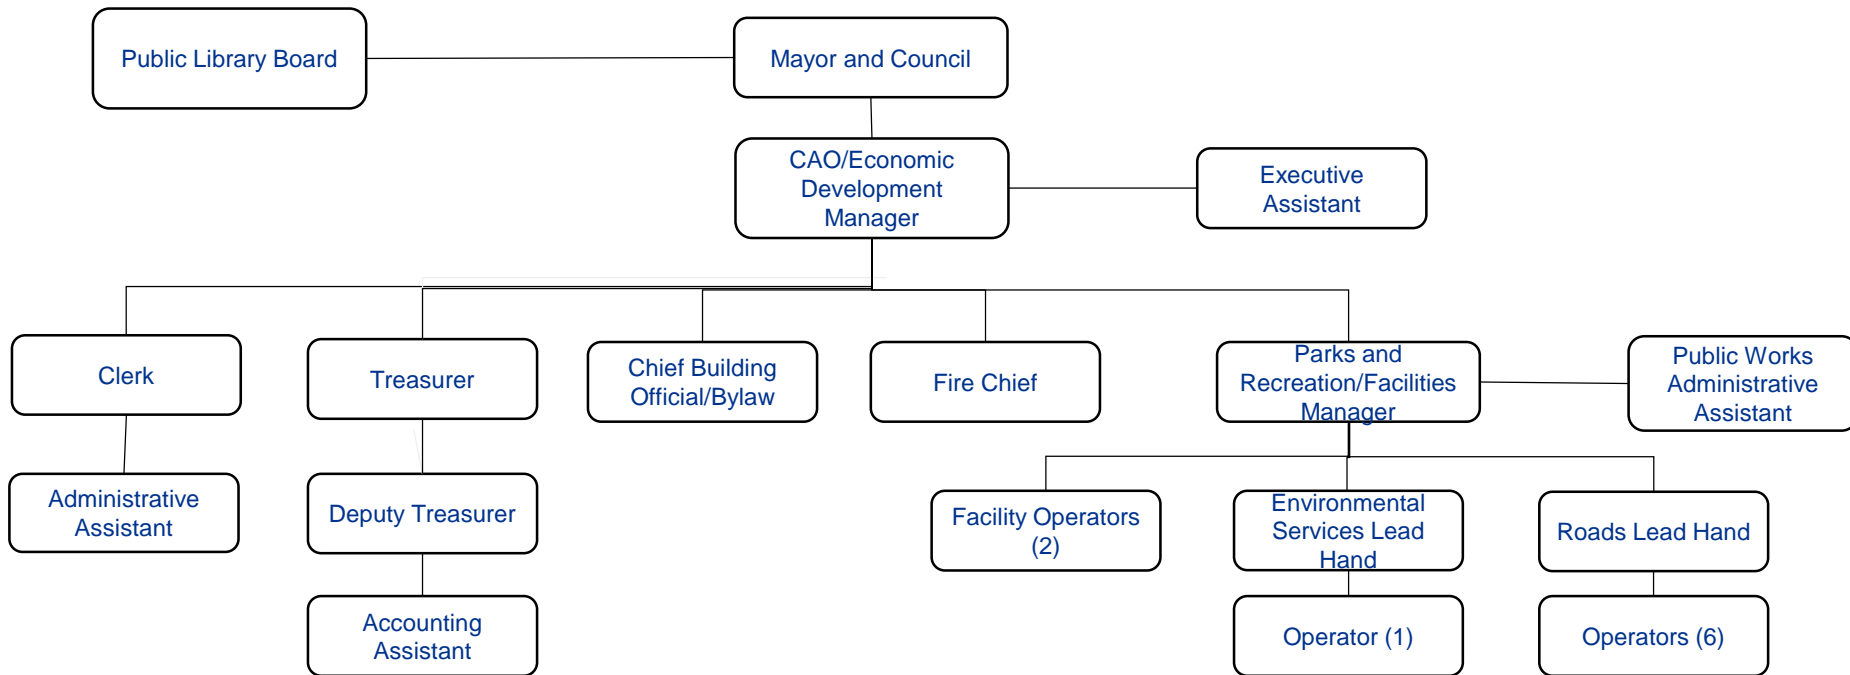 Public Library Board
Mayor and Council
CAO/Economic
Development
Manager
Executive
Assistant
Clerk
Treasurer
Chief Building
Official/Bylaw
Fire Chief
Parks and
Recreation/Facilities
Manager
Public Works
Administrative
Assistant
Administrative
Assistant
Deputy Treasurer
Facility Operators
(2)
Environmental
Services Lead
Hand
Roads Lead Hand
Accounting
Assistant
Operator (1)
Operators (6)